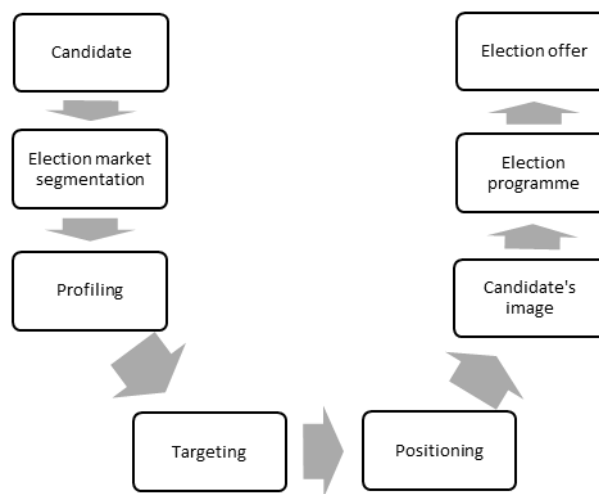 Candidate
Election market
segmentation
Profiling
Targeting
Positioning
Candidate's
image
Election
programme
Election offer